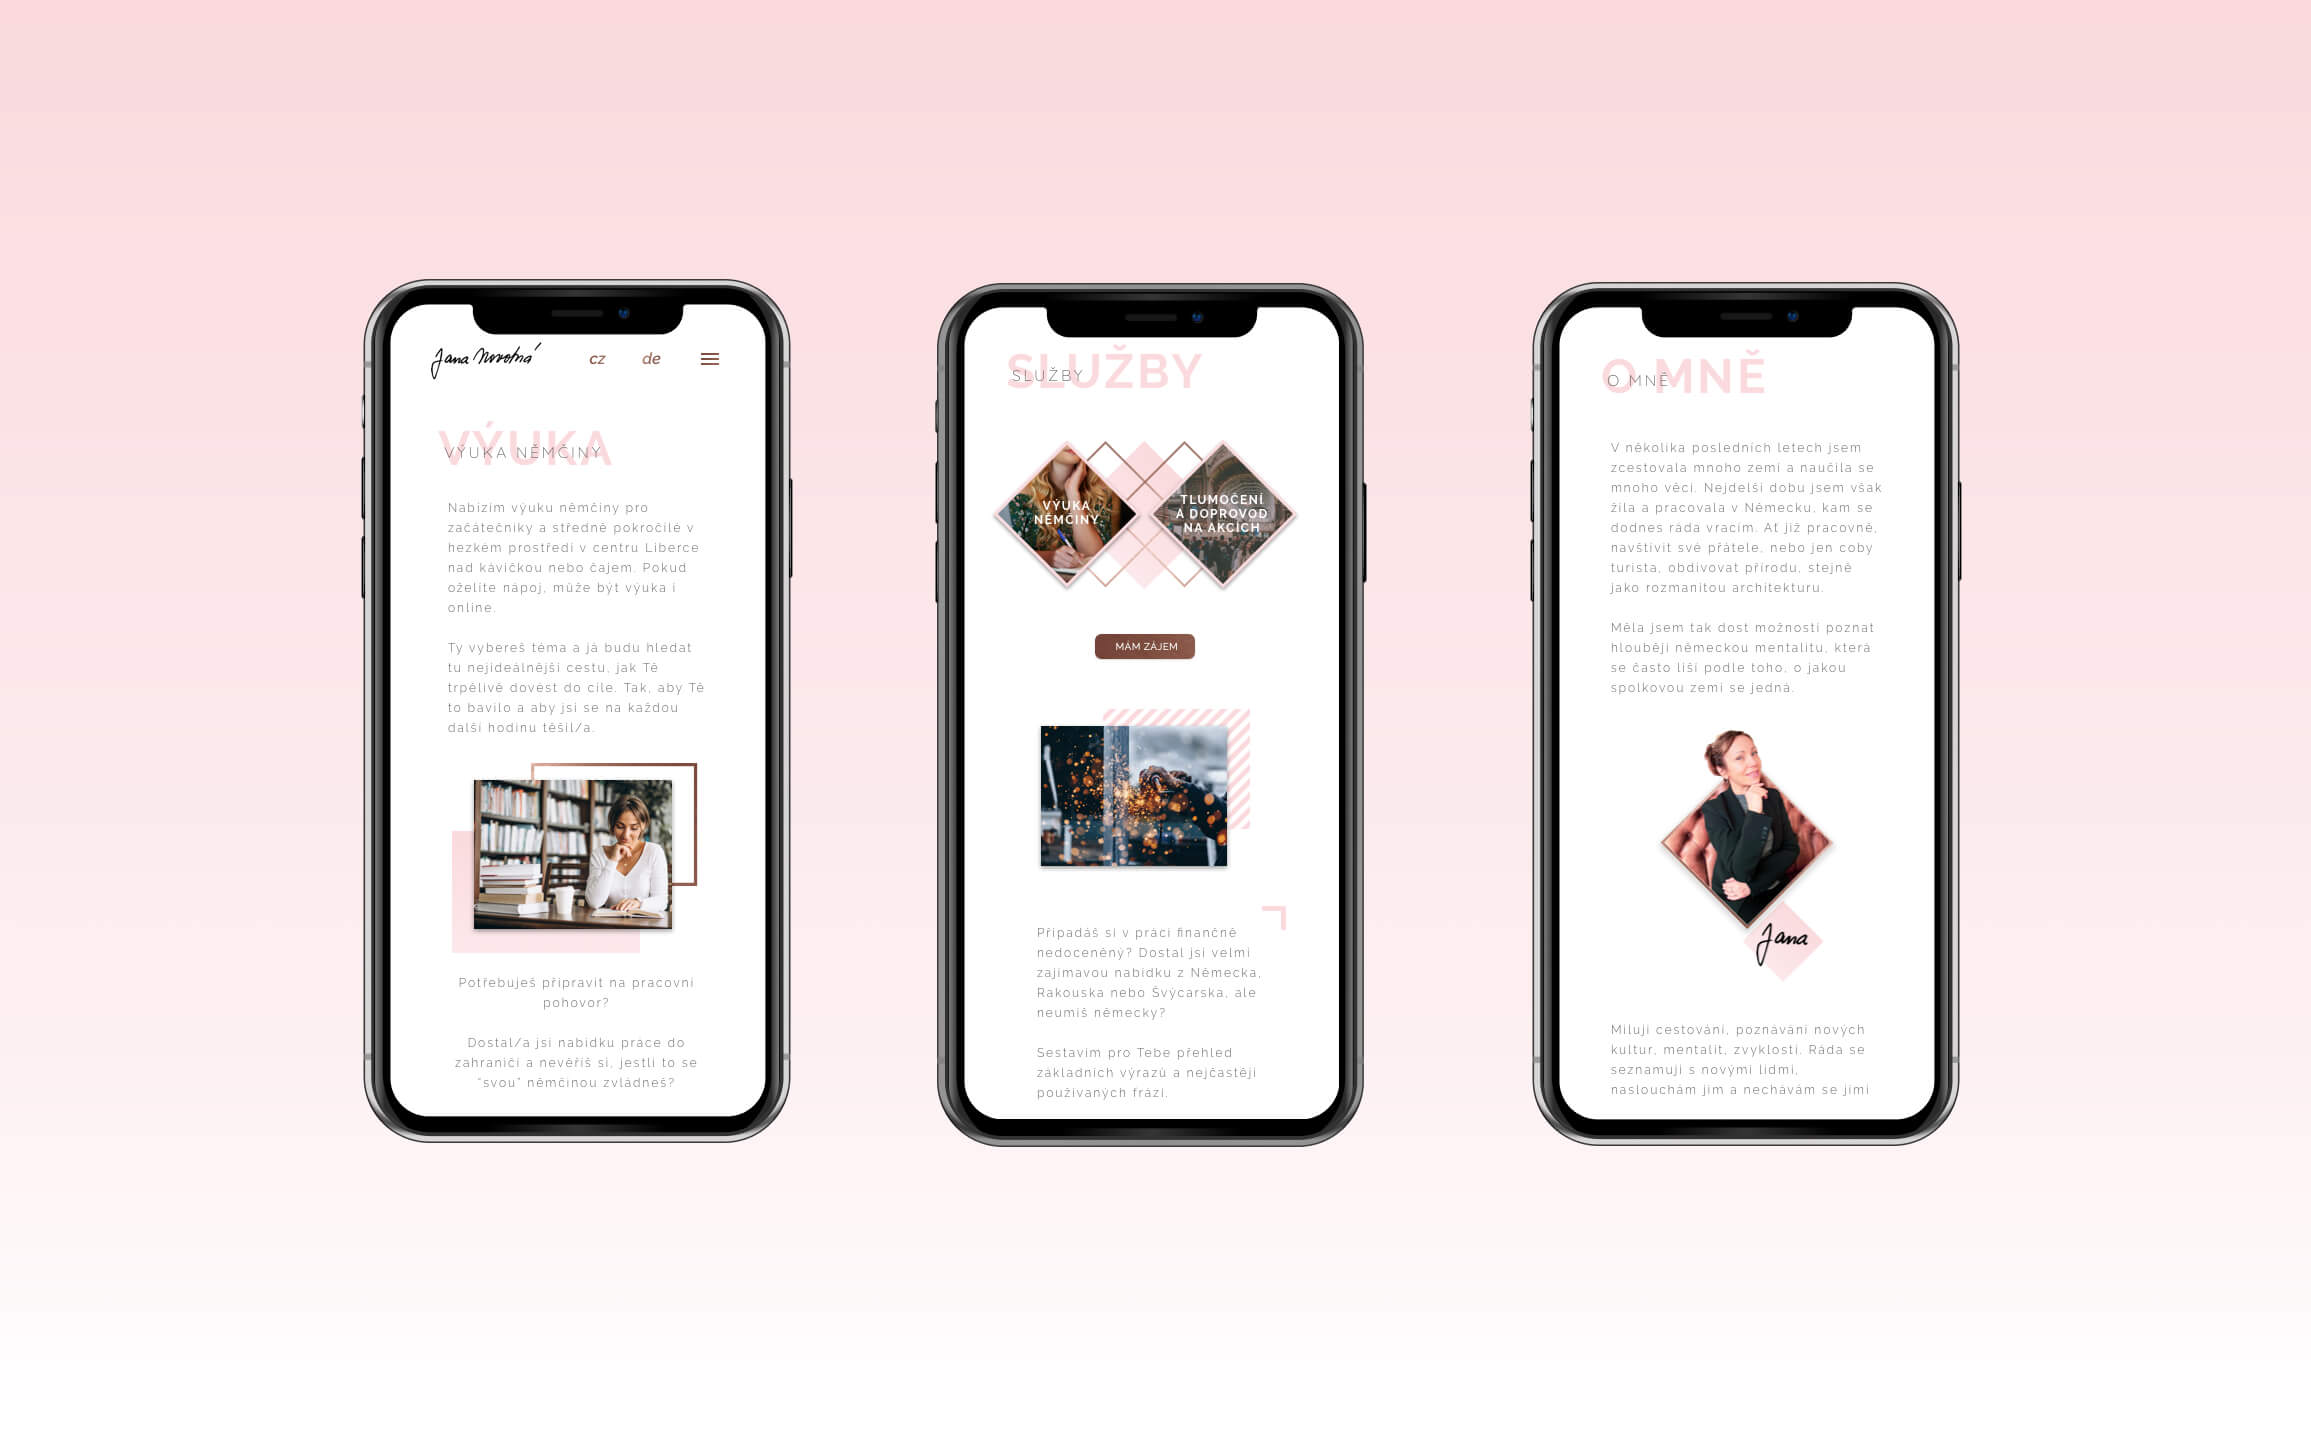 Jana Novotná
cz
de
VÝUKA
VÝUKA NĚMČINY
Nabízím výuku němčiny pro
začátečníky a středně pokročilé v
hezkém prostředí v centru Liberce
nad kávičkou nebo čajem. Pokud
oželíte nápoj, může být výuka i
online.
Ty vybereš téma a já budu hledat
tu nejideálnější cestu, jak Tě
trpělivě dovést do cíle. Tak, aby Tě
to bavilo a aby jsi se na každou
další hodinu těšil/a.
Potřebuješ připravit na pracovní
pohovor?
Dostal/a jsi nabídku práce do
zahraničí a nevěříš si, jestli to se
"svou" němčinou zvládneš?
SLUŽBY
SLUŽBY
VÝUKA
NĚMČINY
TLUMOČENÍ
A DOPROVOD
NA AKCÍCH
MÁM ZÁJEM
Připadáš si v práci finančně
nedoceněný? Dostal jsi velmi
zajímavou nabídku z Německa,
Rakouska nebo Švýcarska, ale
neumíš německy?
Sestavím pro Tebe přehled
základních výrazů a nejčastěji
používaných frází.
O MNĚ
O MNĚ
V několika posledních letech jsem
zcestovala mnoho zemí a naučila se
mnoho věcí. Nejdelší dobu jsem však
žila a pracovala v Německu, kam se
dodnes ráda vracím. Ať již pracovně,
navštívit své přátele, nebo jen coby
turista, obdivovat přírodu, stejně
jako rozmanitou architekturu.
Měla jsem tak dost možností poznat
hlouběji německou mentalitu, která
se často liší podle toho, o jakou
spolkovou zemi se jedná.
Jana
Miluji cestování, poznávání nových
kultur, mentalit, zvyklostí. Ráda se
seznamuji s novými lidmi,
naslouchám jim a nechávám se jimi